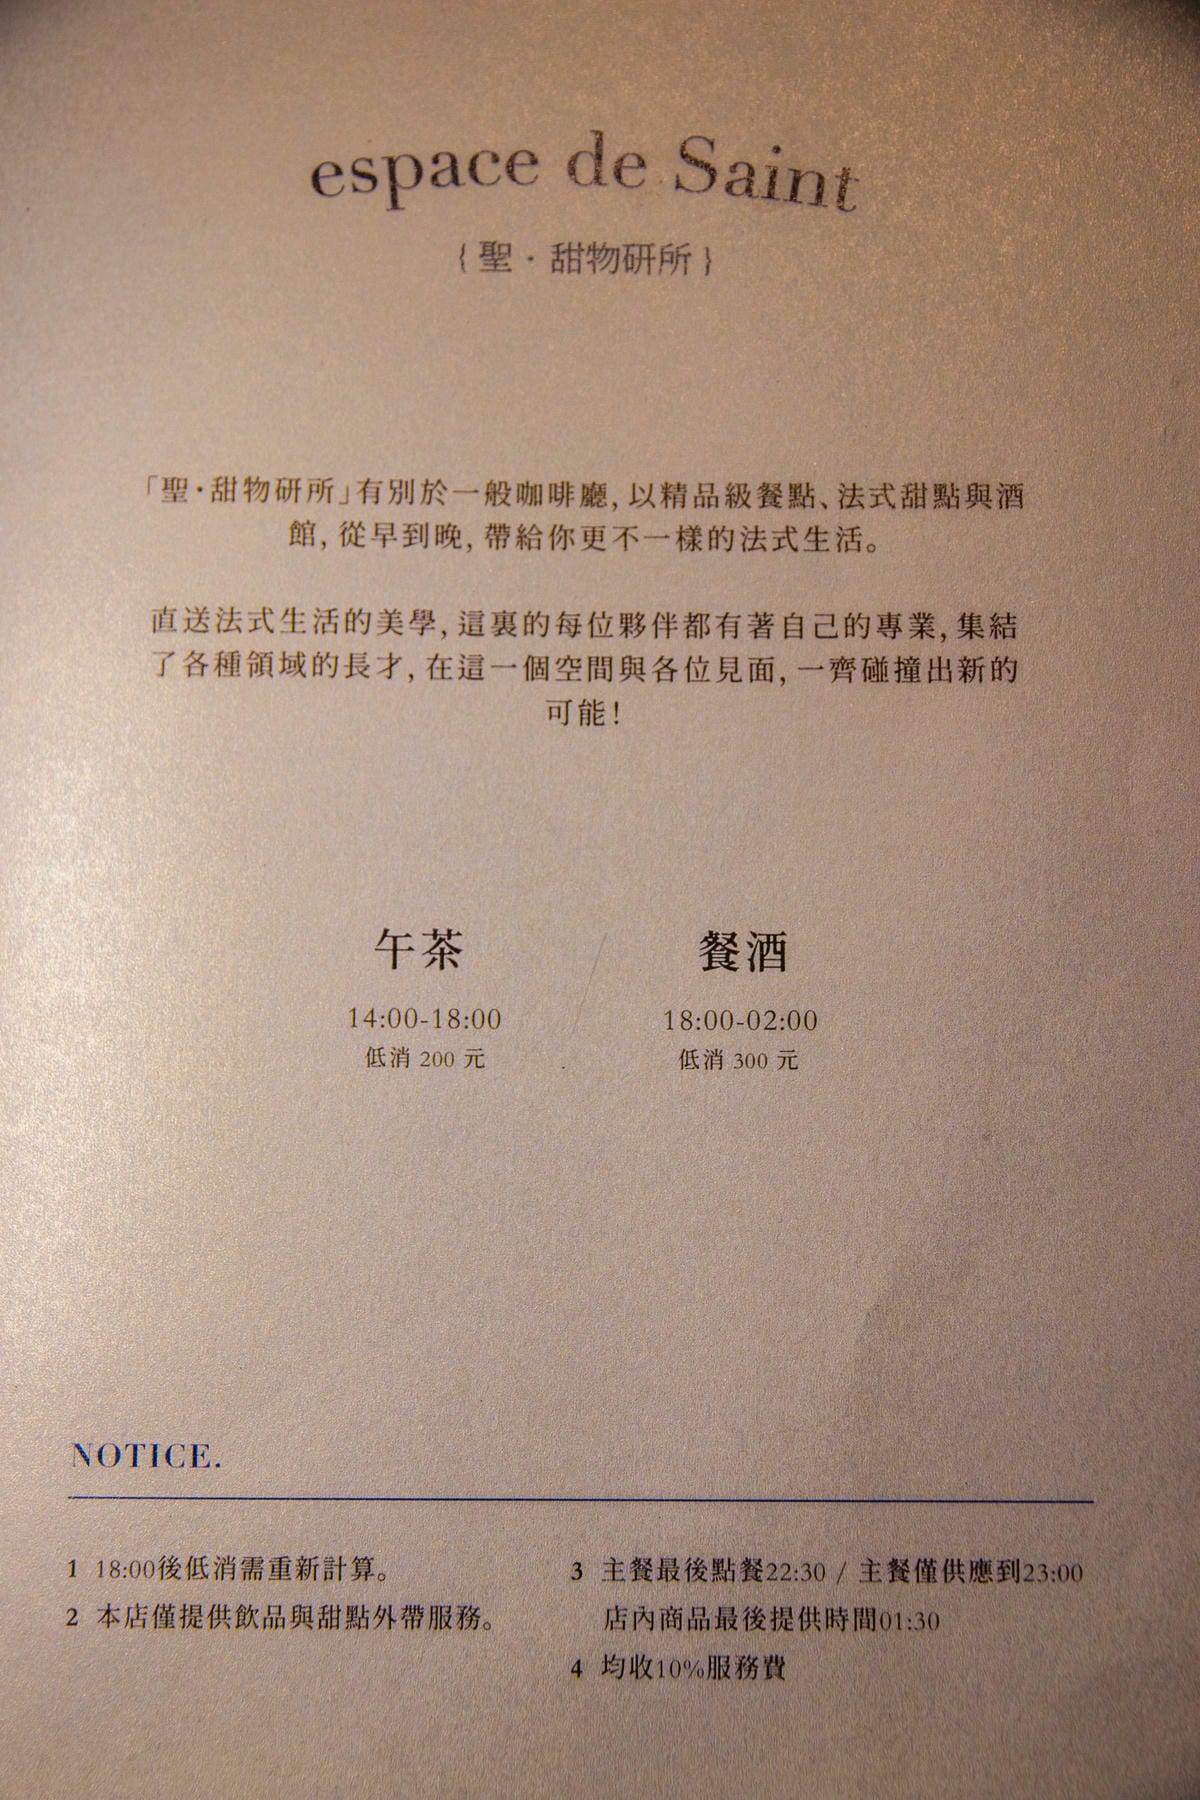 espace de Saint
{ 聖・甜物研所 }
「聖・甜物研所」有別於一般咖啡廳, 以精品級餐點、法式甜點與酒
館, 從早到晚, 帶給你更不一樣的法式生活。
直送法式生活的美學, 這裏的每位夥伴都有著自己的專業, 集結
了各種領域的長才, 在這一個空間與各位見面, 一齊碰撞出新的
可能!
午茶 / 餐酒
14:00-18:00 18:00-02:00
低消 200 元 低消 300 元
NOTICE.
1 18:00後低消需重新計算。
2 本店僅提供飲品與甜點外帶服務。
3 主餐最後點餐22:30 / 主餐僅供應到23:00
店內商品最後提供時間01:30
4 均收10%服務費